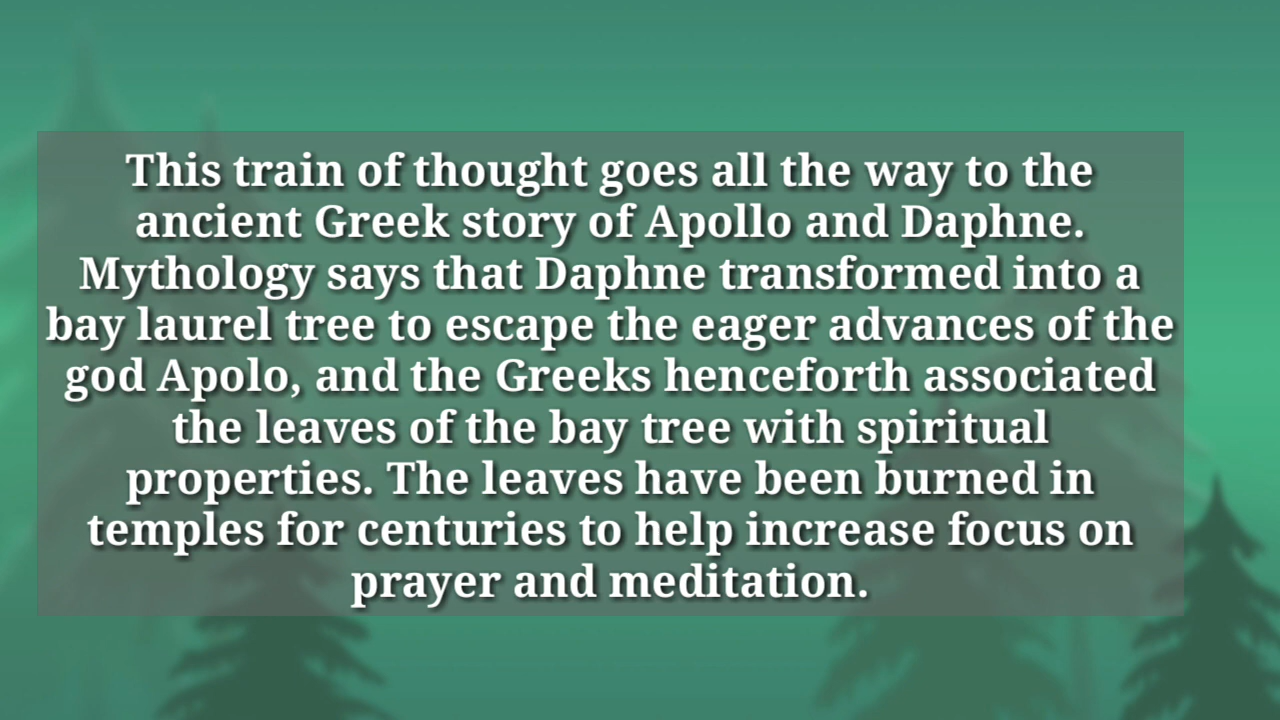 This train of thought goes all the way to the
ancient Greek story of Apollo and Daphne.
Mythology says that Daphne transformed into a
bay laurel tree to escape the eager advances of the
god Apolo, and the Greeks henceforth associated
the leaves of the bay tree with spiritual
properties. The leaves have been burned in
temples for centuries to help increase focus on
prayer and meditation.